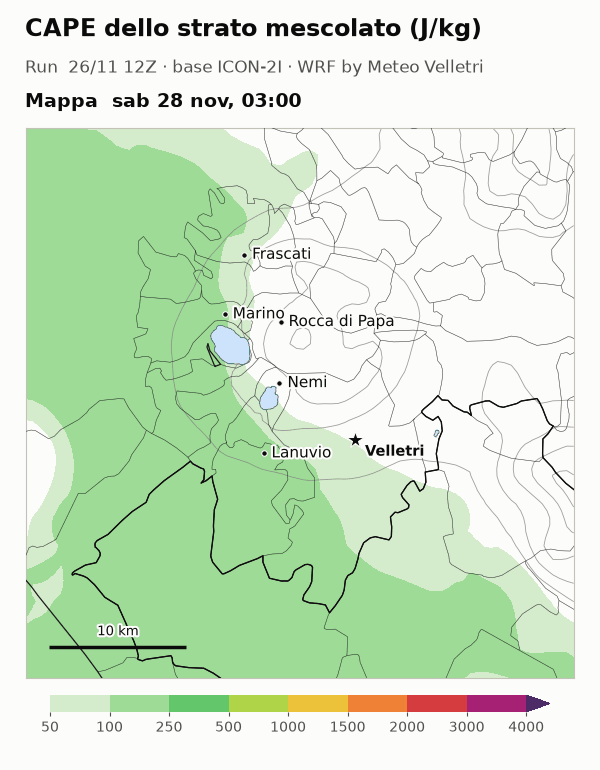 CAPE dello strato mescolato (J/kg)
Run  26/11 12Z · base ICON-2I · WRF by Meteo Velletri
Mappa  sab 28 nov, 03:00
Frascati
Marino
Rocca di Papa
Nemi
Velletri
Lanuvio
10 km
50 100 250 500 1000 1500 2000 3000 4000